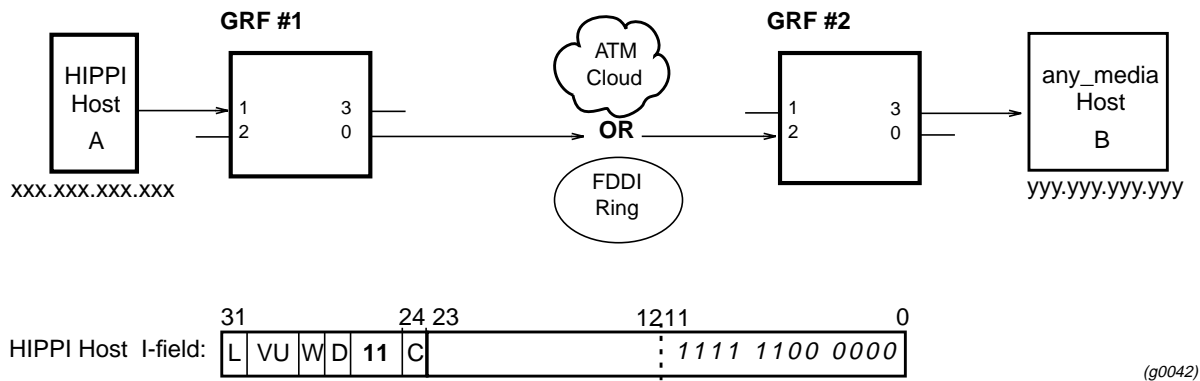 GRF #1
GRF #2
HIPPI
Host
A
xxx.xxx.xxx.xxx
1
2
3
0
ATM
Cloud
OR
FDDI
Ring
1
2
3
0
any_media
Host
B
yyy.yyy.yyy.yyy
31 24 23 12 11 0
HIPPI Host I-field: L VU W D 11 C 1111 1100 0000
(g0042)